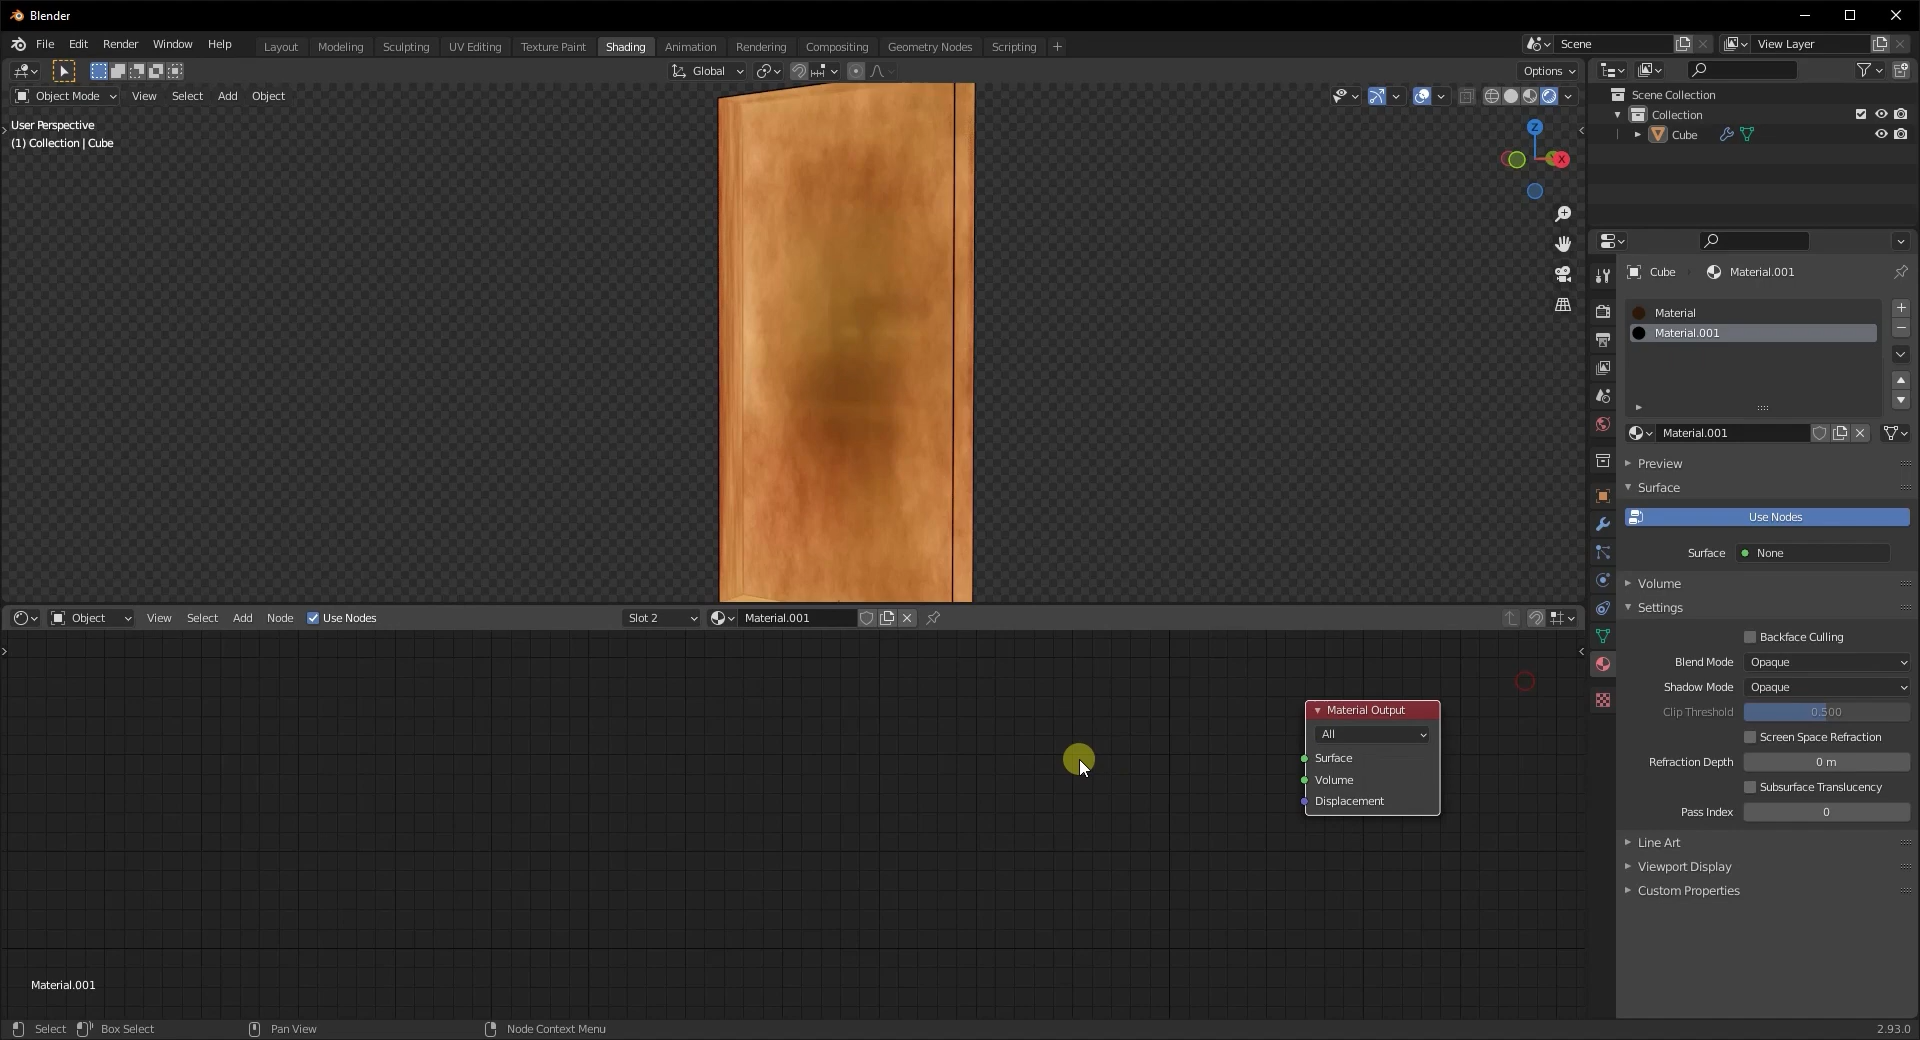 Blender
File Edit Render Window Help Layout Modeling Sculpting UV Editing Texture Paint Shading Animation Rendering Compositing Geometry Nodes Scripting + Scene View Layer
Global Options
Object Mode View Select Add Object
User Perspective
(1) Collection | Cube
Z
X
Scene Collection
Collection
Cube
Cube Material.001
Material
Material.001
Material.001
Preview
Surface
Use Nodes
Surface None
Volume
Settings
Backface Culling
Blend Mode Opaque
Shadow Mode Opaque
Clip Threshold 0.500
Screen Space Refraction
Refraction Depth 0 m
Subsurface Translucency
Pass Index 0
Line Art
Viewport Display
Custom Properties
Object View Select Add Node Use Nodes Slot 2 Material.001
Material Output
All
Surface
Volume
Displacement
Material.001
Select Box Select Pan View Node Context Menu 2.93.0